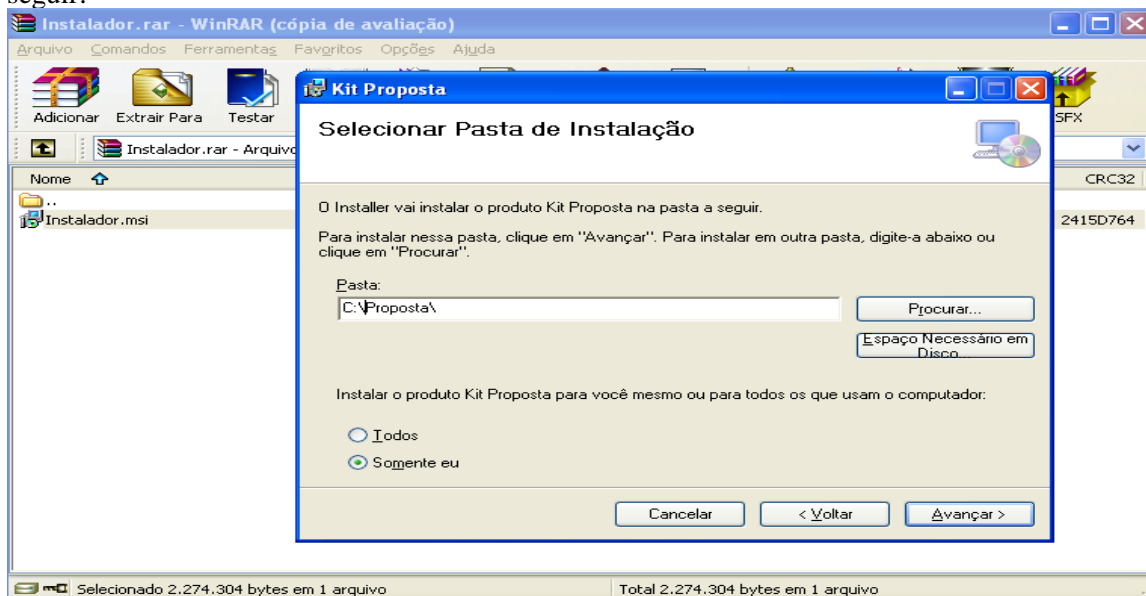 seguir:
Instalador.rar - WinRAR (cópia de avaliação)
Arquivo Comandos Ferramentas Favoritos Opções Ajuda
Adicionar Extrair Para Testar SFX
Instalador.rar - Arquivo
Nome CRC32
..
Instalador.msi 2415D764
Kit Proposta
Selecionar Pasta de Instalação
O Installer vai instalar o produto Kit Proposta na pasta a seguir.
Para instalar nessa pasta, clique em "Avançar". Para instalar em outra pasta, digite-a abaixo ou
clique em "Procurar".
Pasta:
C:\Proposta\
Procurar...
Espaço Necessário em
Disco...
Instalar o produto Kit Proposta para você mesmo ou para todos os que usam o computador:
Todos
Somente eu
Cancelar < Voltar Avançar >
Selecionado 2.274.304 bytes em 1 arquivo Total 2.274.304 bytes em 1 arquivo